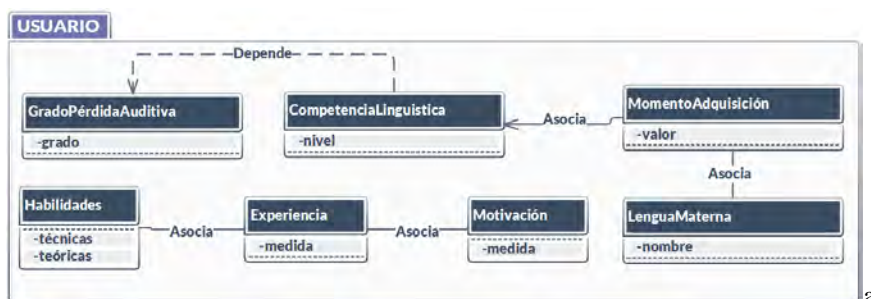 USUARIO
Depende
GradoPérdidaAuditiva
-grado
CompetenciaLinguistica
-nivel
Asocia
MomentoAdquisición
-valor
Asocia
Habilidades
-técnicas
-teóricas
Asocia
Experiencia
-medida
Asocia
Motivación
-medida
LenguaMaterna
-nombre
a